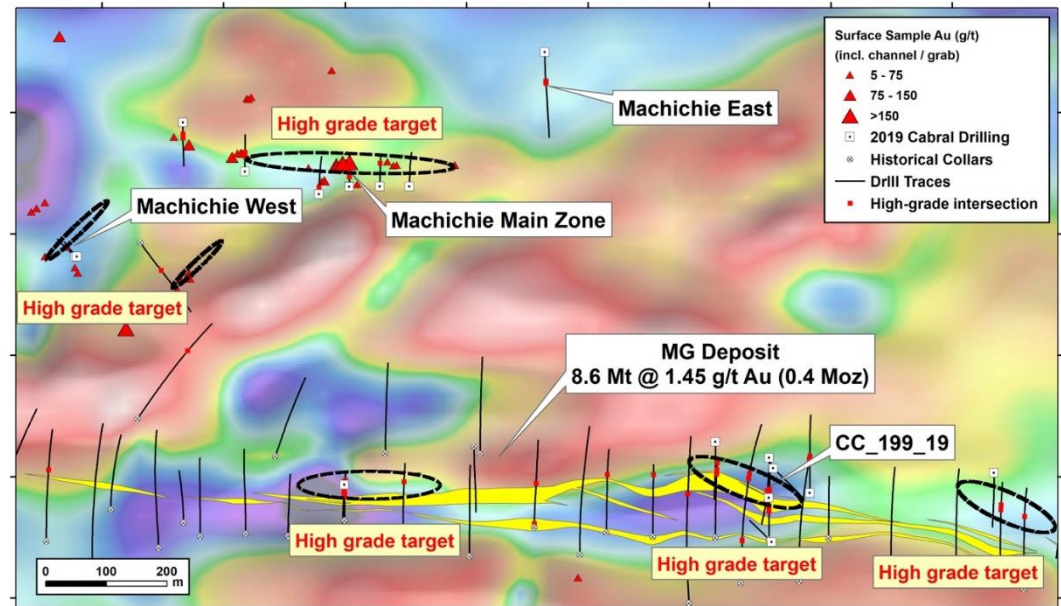 Surface Sample Au (g/t)
(incl. channel / grab)
5 - 75
75 - 150
>150
2019 Cabral Drilling
Historical Collars
Drill Traces
High-grade intersection
Machichie East
High grade target
Machichie West
Machichie Main Zone
High grade target
MG Deposit
8.6 Mt @ 1.45 g/t Au (0.4 Moz)
CC_199_19
High grade target
High grade target
High grade target
0 100 200
m